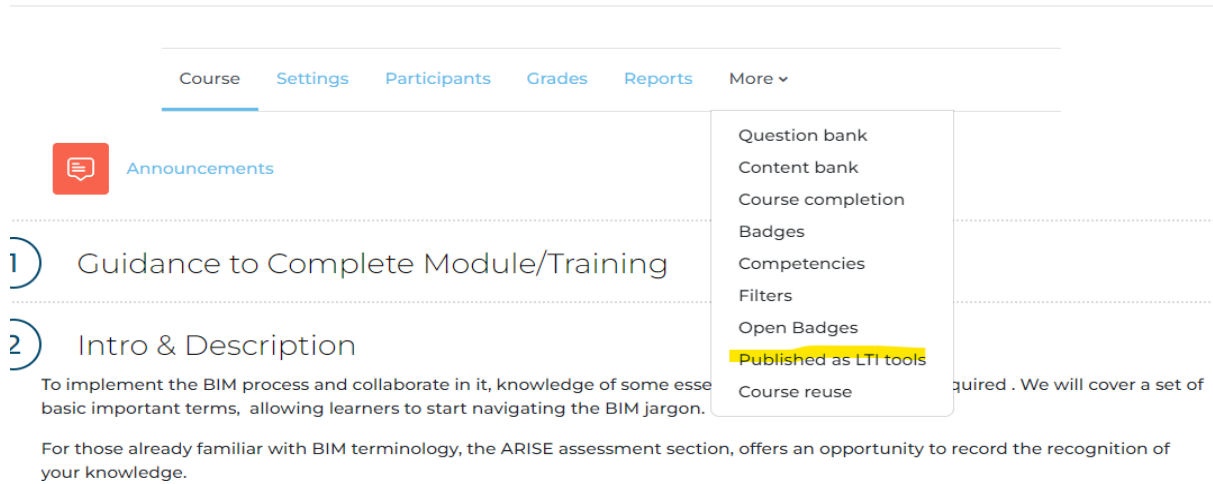 Course Settings Participants Grades Reports More
Question bank
Content bank
Announcements
Course completion
Badges
1 Guidance to Complete Module/Training
Competencies
Filters
Open Badges
2 Intro & Description
Published as LTI tools
Course reuse
To implement the BIM process and collaborate in it, knowledge of some esse quired . We will cover a set of
basic important terms, allowing learners to start navigating the BIM jargon.
For those already familiar with BIM terminology, the ARISE assessment section, offers an opportunity to record the recognition of
your knowledge.